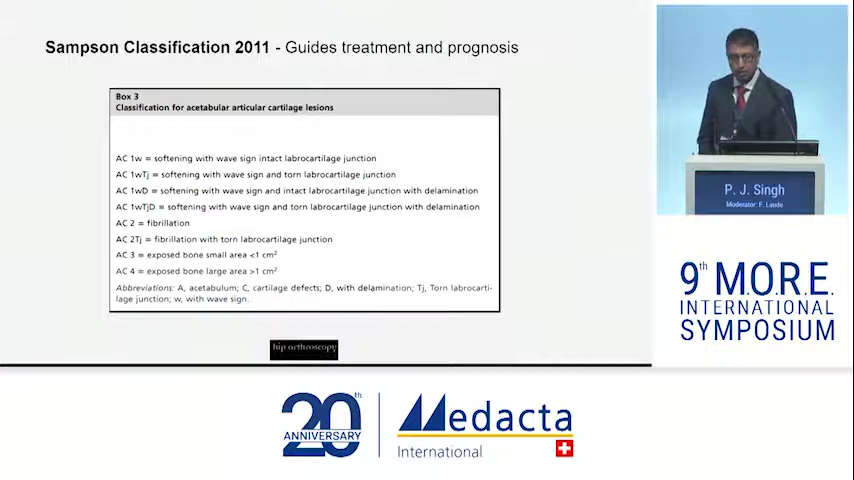 Sampson Classification 2011 - Guides treatment and prognosis
Box 3
Classification for acetabular articular cartilage lesions
AC 1w = softening with wave sign intact labrocartilage junction
AC 1wTj = softening with wave sign and torn labrocartilage junction
AC 1wD = softening with wave sign and intact labrocartilage junction with delamination
AC 1wTjD = softening with wave sign and torn labrocartilage junction with delamination
AC 2 = fibrillation
AC 2Tj = fibrillation with torn labrocartilage junction
AC 3 = exposed bone small area <1 cm²
AC 4 = exposed bone large area >1 cm²
Abbreviations: A, acetabulum; C, cartilage defects; D, with delamination; Tj, Torn labrocarti-
lage junction; w, with wave sign.
hip arthroscopy
P. J. Singh
Moderator: F. Laude
9th M.O.R.E.
INTERNATIONAL
SYMPOSIUM
20th
ANNIVERSARY
Medacta
International